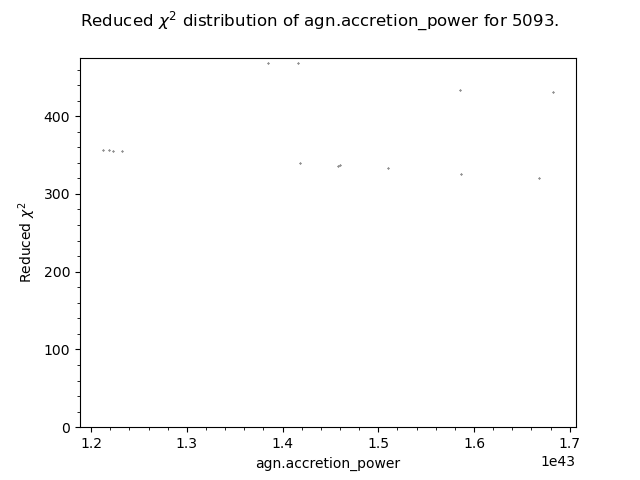 Reduced χ² distribution of agn.accretion_power for 5093.
400
300
200
100
0
Reduced χ²
1.2 1.3 1.4 1.5 1.6 1.7
1e43
agn.accretion_power